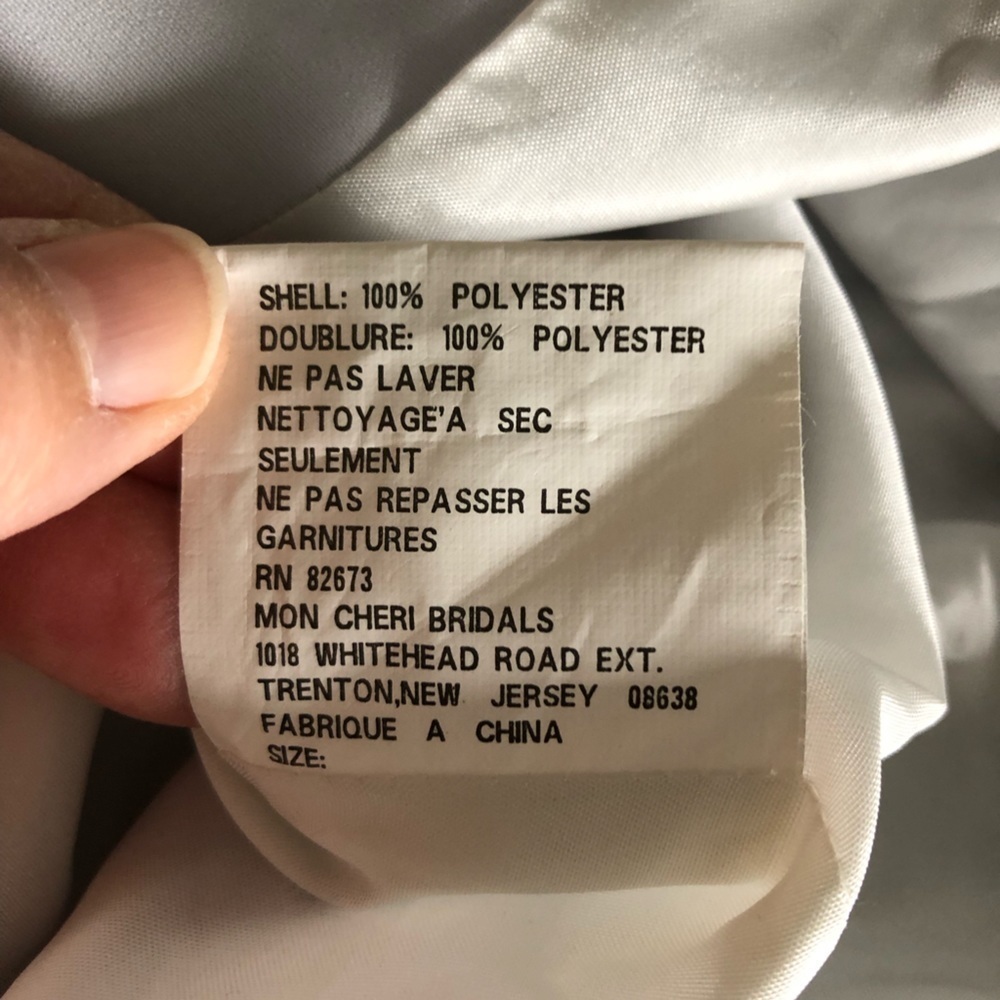 SHELL: 100% POLYESTER
DOUBLURE: 100% POLYESTER
NE PAS LAVER
NETTOYAGE'A SEC
SEULEMENT
NE PAS REPASSER LES
GARNITURES
RN 82673
MON CHERI BRIDALS
1018 WHITEHEAD ROAD EXT.
TRENTON,NEW JERSEY 08638
FABRIQUE A CHINA
SIZE: